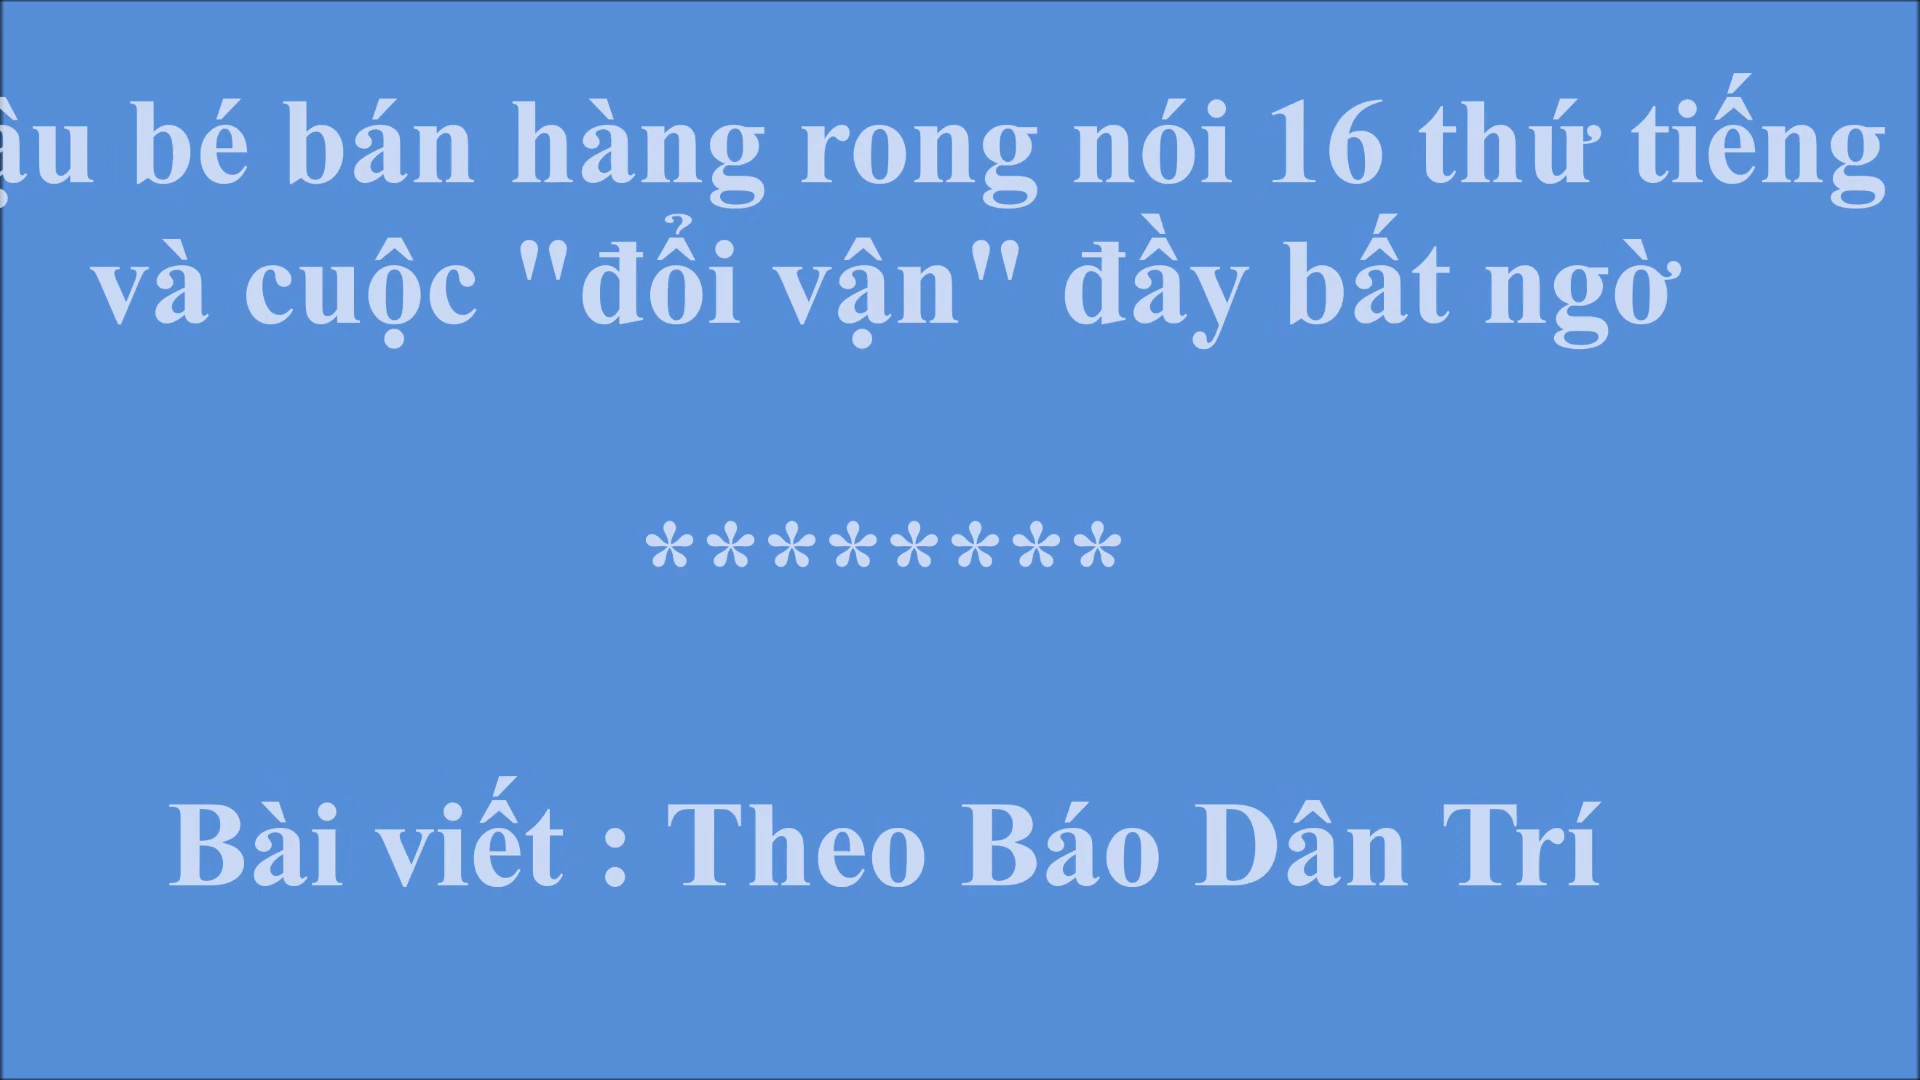 bé bán hàng rong nói 16 thứ tiếng
và cuộc "đổi vận" đầy bất ngờ
********
Bài viết : Theo Báo Dân Trí